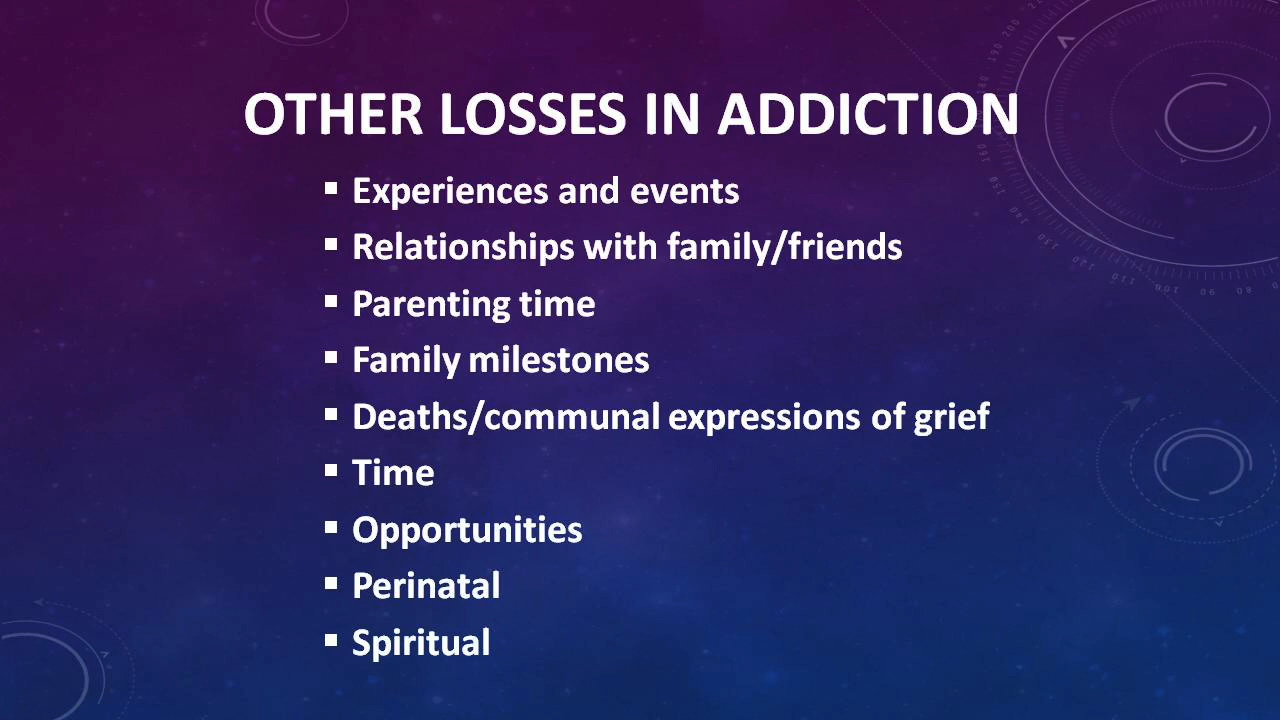 OTHER LOSSES IN ADDICTION
▪ Experiences and events
▪ Relationships with family/friends
▪ Parenting time
▪ Family milestones
▪ Deaths/communal expressions of grief
▪ Time
▪ Opportunities
▪ Perinatal
▪ Spiritual